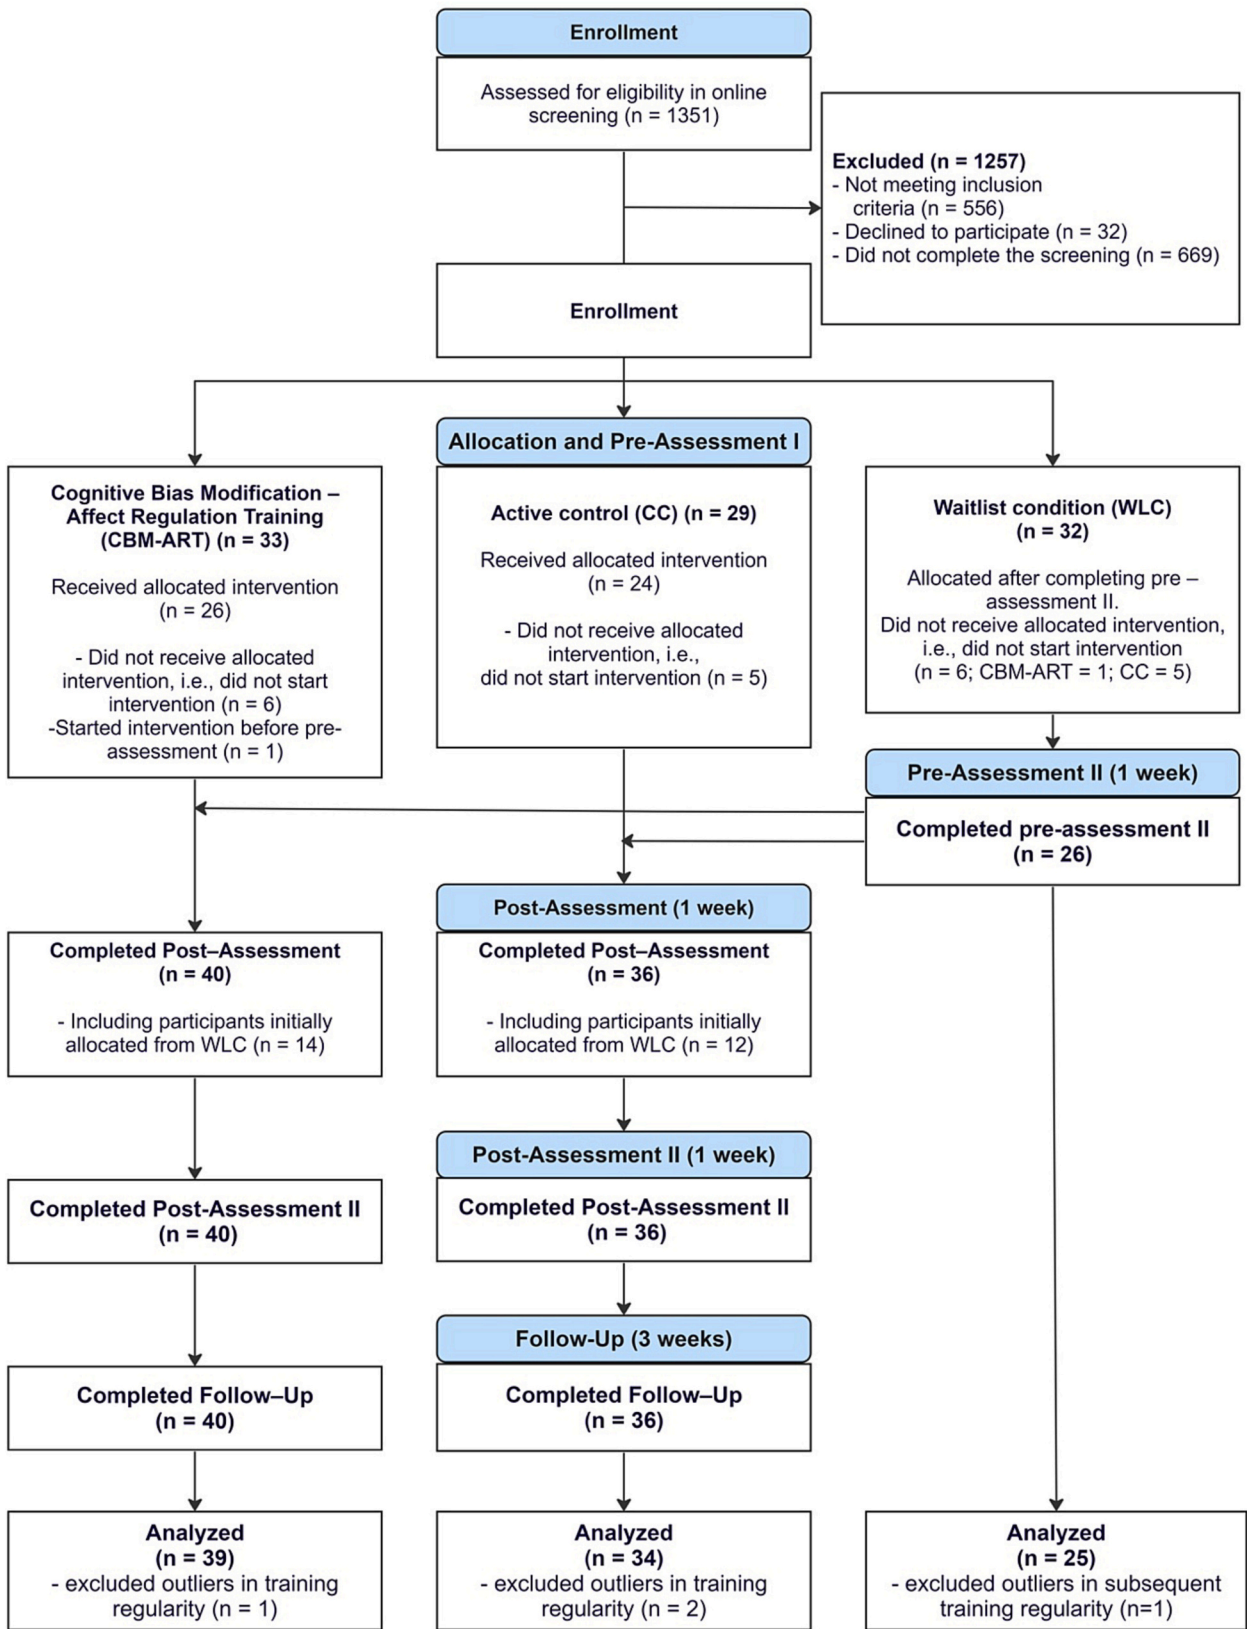 Enrollment
Assessed for eligibility in online
screening (n = 1351)
Excluded (n = 1257)
- Not meeting inclusion
criteria (n = 556)
- Declined to participate (n = 32)
- Did not complete the screening (n = 669)
Enrollment
Allocation and Pre-Assessment I
Cognitive Bias Modification –
Affect Regulation Training
(CBM-ART) (n = 33)
Received allocated intervention
(n = 26)
- Did not receive allocated
intervention, i.e., did not start
intervention (n = 6)
-Started intervention before pre-
assessment (n = 1)
Active control (CC) (n = 29)
Received allocated intervention
(n = 24)
- Did not receive allocated
intervention, i.e.,
did not start intervention (n = 5)
Waitlist condition (WLC)
(n = 32)
Allocated after completing pre –
assessment II.
Did not receive allocated intervention,
i.e., did not start intervention
(n = 6; CBM-ART = 1; CC = 5)
Pre-Assessment II (1 week)
Completed pre-assessment II
(n = 26)
Post-Assessment (1 week)
Completed Post–Assessment
(n = 40)
- Including participants initially
allocated from WLC (n = 14)
Completed Post–Assessment
(n = 36)
- Including participants initially
allocated from WLC (n = 12)
Post-Assessment II (1 week)
Completed Post-Assessment II
(n = 40)
Completed Post-Assessment II
(n = 36)
Follow-Up (3 weeks)
Completed Follow–Up
(n = 40)
Completed Follow–Up
(n = 36)
Analyzed
(n = 39)
- excluded outliers in training
regularity (n = 1)
Analyzed
(n = 34)
- excluded outliers in training
regularity (n = 2)
Analyzed
(n = 25)
- excluded outliers in subsequent
training regularity (n=1)